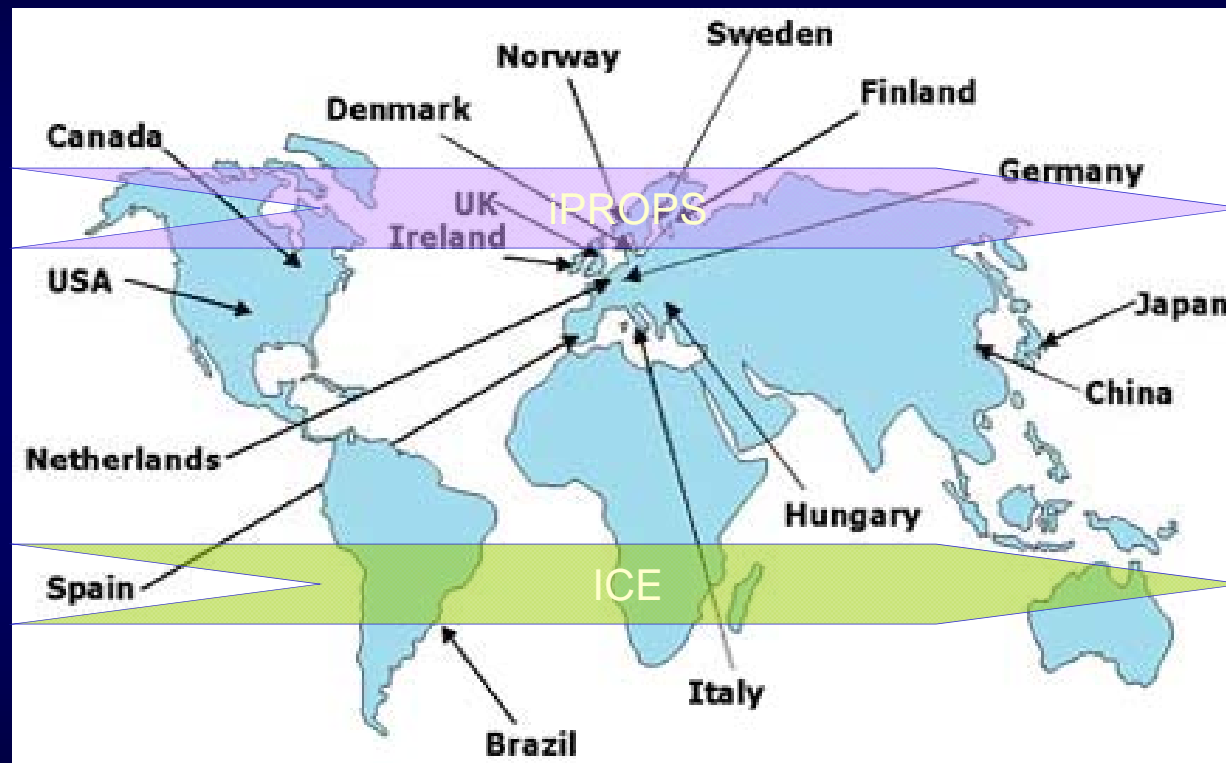 Sweden
Norway
Finland
Denmark
Canada
Germany
UK
iPROPS
Ireland
USA
Japan
China
Netherlands
Hungary
Spain
ICE
Italy
Brazil